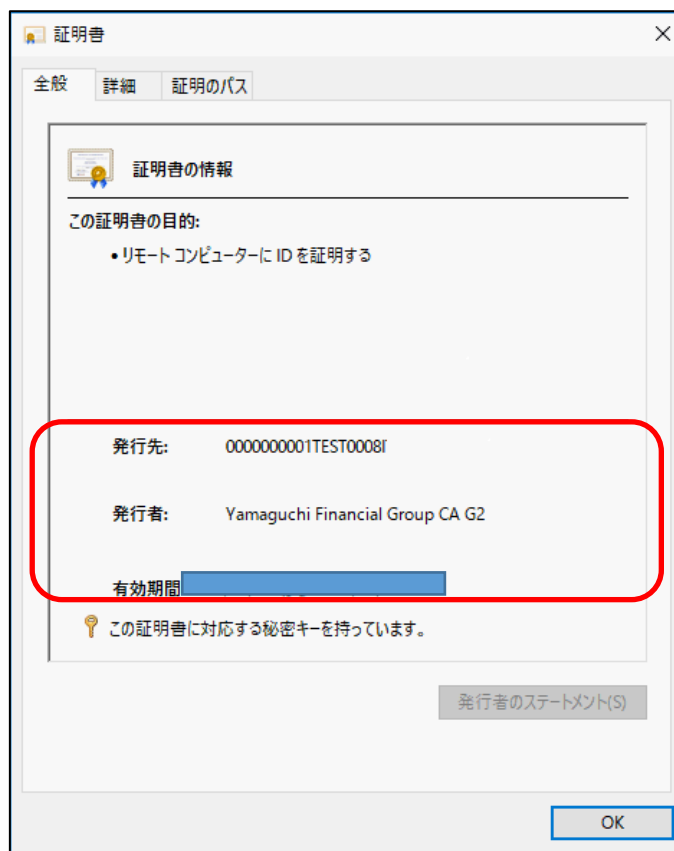 証明書
全般
詳細
証明のパス
証明書の情報
この証明書の目的:
• リモート コンピューターに ID を証明する
発行先: 0000000001TEST0008
発行者: Yamaguchi Financial Group CA G2
有効期間
この証明書に対応する秘密キーを持っています。
発行者のステートメント(S)
OK